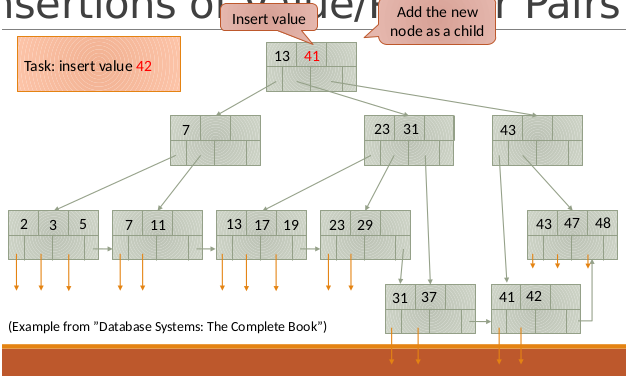 nsertions of Value/
r Pairs
Insert value
Add the new
node as a child
Task: insert value 42
13 41
7
23 31
43
2 3 5
7 11
13 17 19
23 29
43 47 48
31 37
41 42
(Example from ”Database Systems: The Complete Book”)